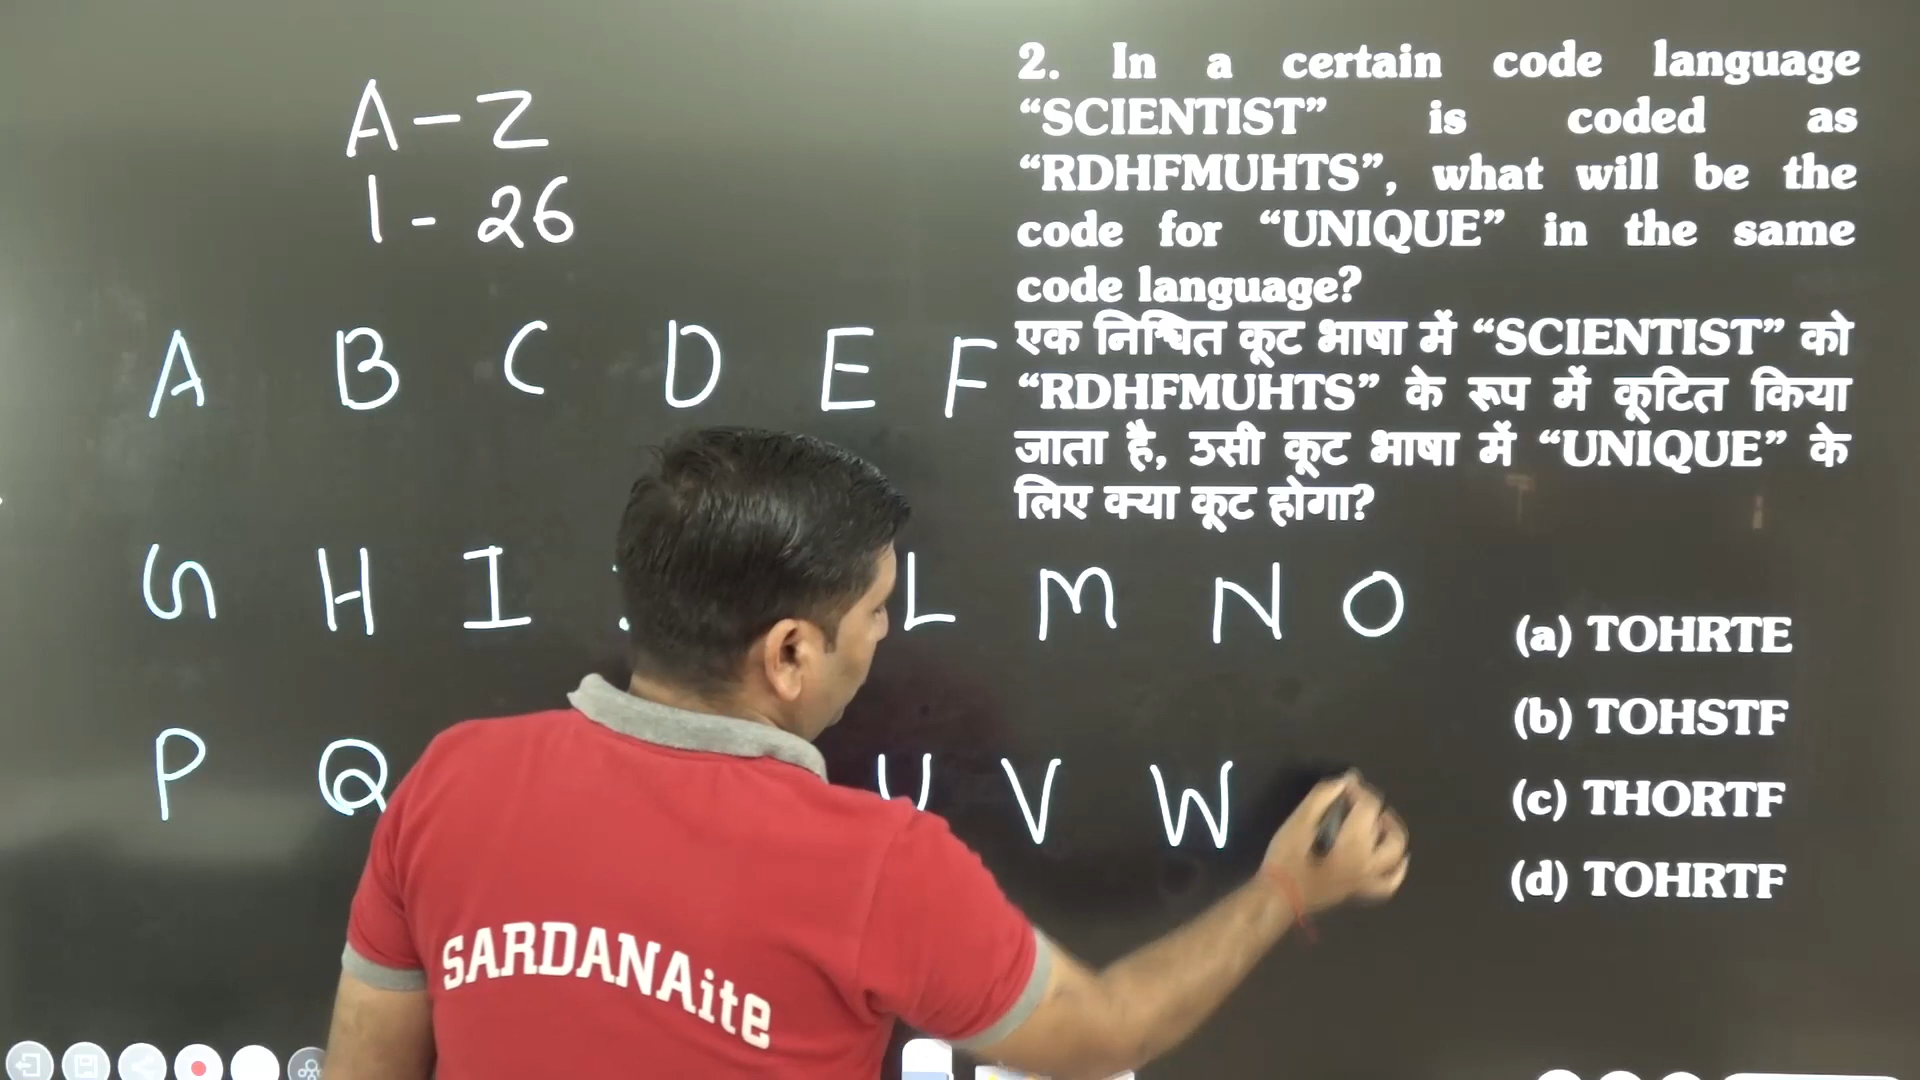 A - Z
1 - 26
A B C D E F
G H I L M N O
P Q U V W
2. In a certain code language
“SCIENTIST” is coded as
“RDHFMUHTS”, what will be the
code for “UNIQUE” in the same
code language?
एक निश्चित कूट भाषा में “SCIENTIST” को
“RDHFMUHTS” के रूप में कूटित किया
जाता है, उसी कूट भाषा में “UNIQUE” के
लिए क्या कूट होगा?
(a) TOHRTE
(b) TOHSTF
(c) THORTF
(d) TOHRTF
SARDANAite